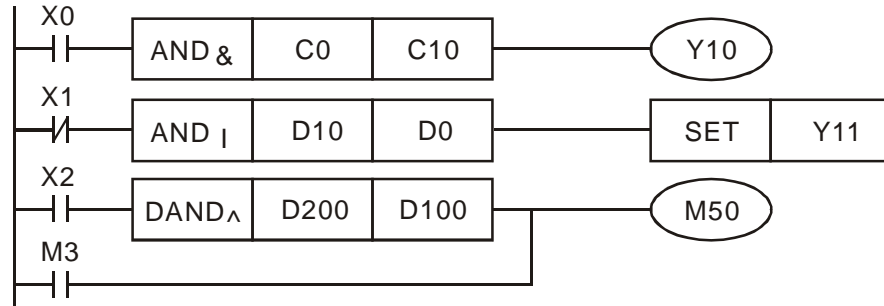 X0
AND & C0 C10 Y10
X1
AND | D10 D0 SET Y11
X2
DAND^ D200 D100 M50
M3